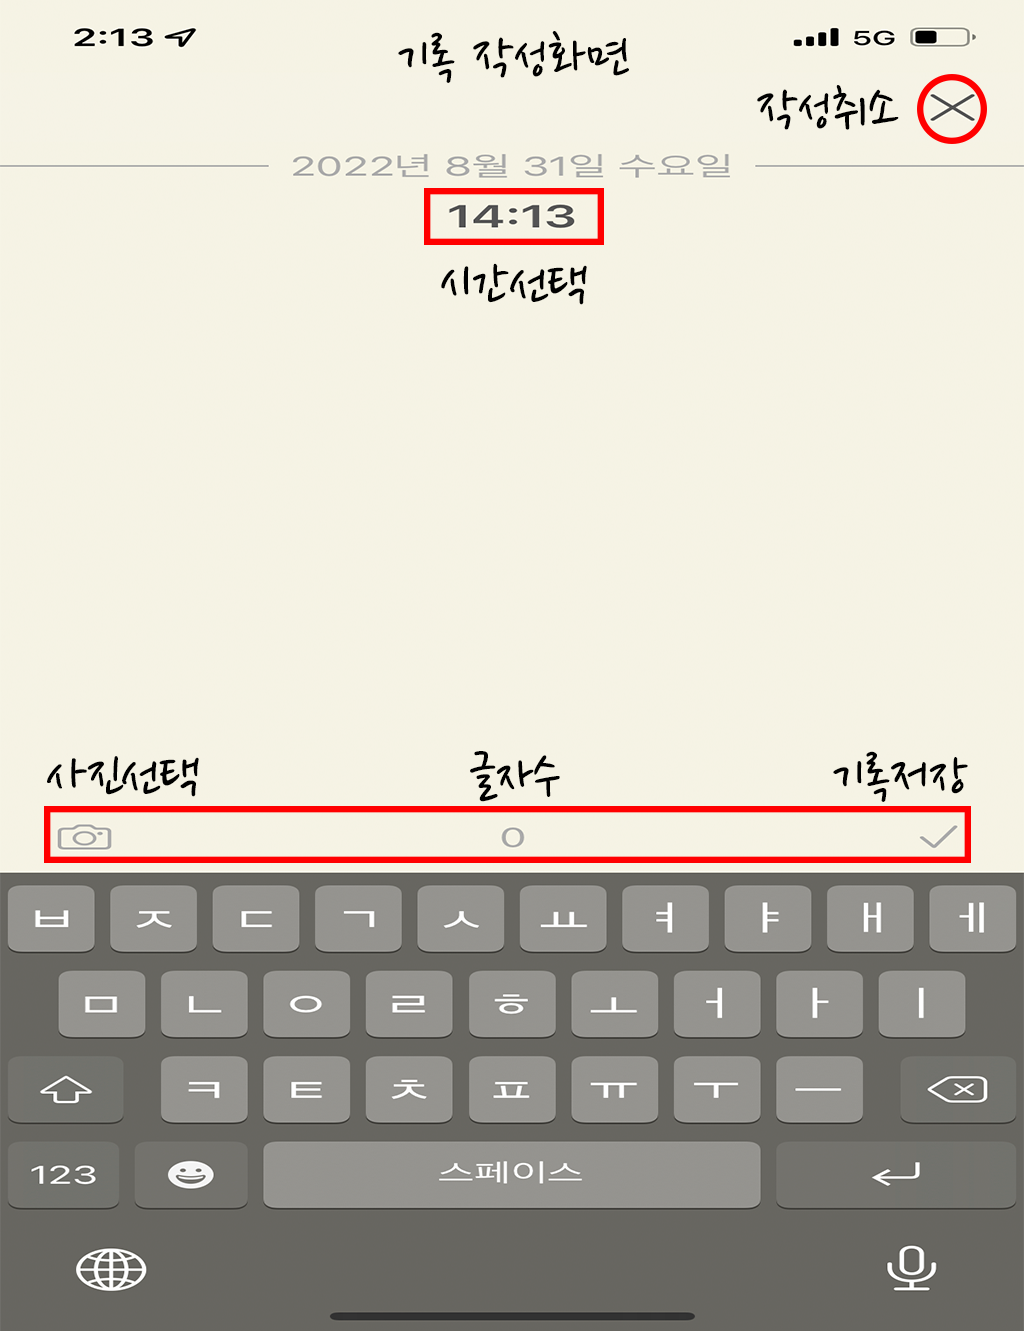 2:13 5G
기록 작성화면
작성취소
2022년 8월 31일 수요일
14:13
시간선택
사진선택 글자수 기록저장
0
ㅂ ㅈ ㄷ ㄱ ㅅ ㅛ ㅕ ㅑ ㅐ ㅔ
ㅁ ㄴ ㅇ ㄹ ㅎ ㅗ ㅓ ㅏ ㅣ
ㅋ ㅌ ㅊ ㅍ ㅠ ㅜ ㅡ
123 스페이스